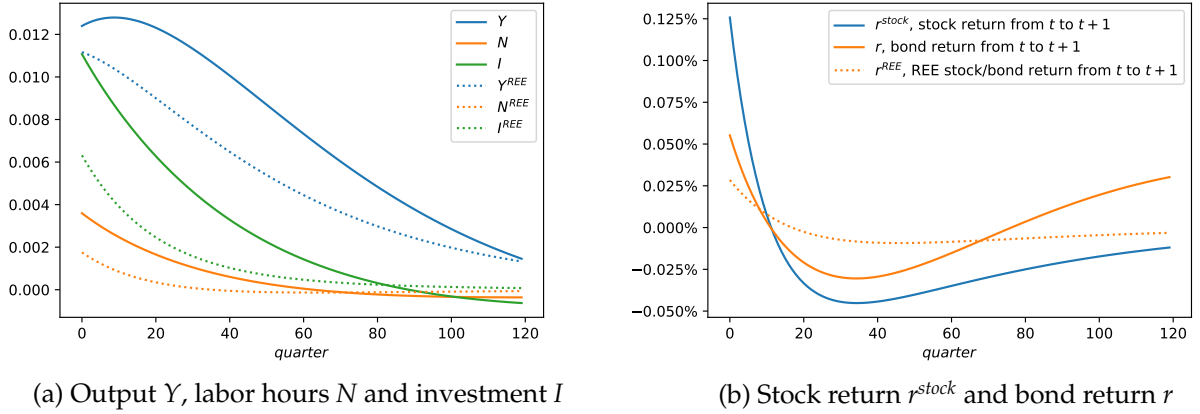 0.012
0.010
0.008
0.006
0.004
0.002
0.000
0 20 40 60 80 100 120
quarter
Y
N
I
Y^{REE}
N^{REE}
I^{REE}
(a) Output Y, labor hours N and investment I
0.125%
0.100%
0.075%
0.050%
0.025%
0.000%
−0.025%
−0.050%
0 20 40 60 80 100 120
quarter
r^{stock}, stock return from t to t + 1
r, bond return from t to t + 1
r^{REE}, REE stock/bond return from t to t + 1
(b) Stock return r^{stock} and bond return r